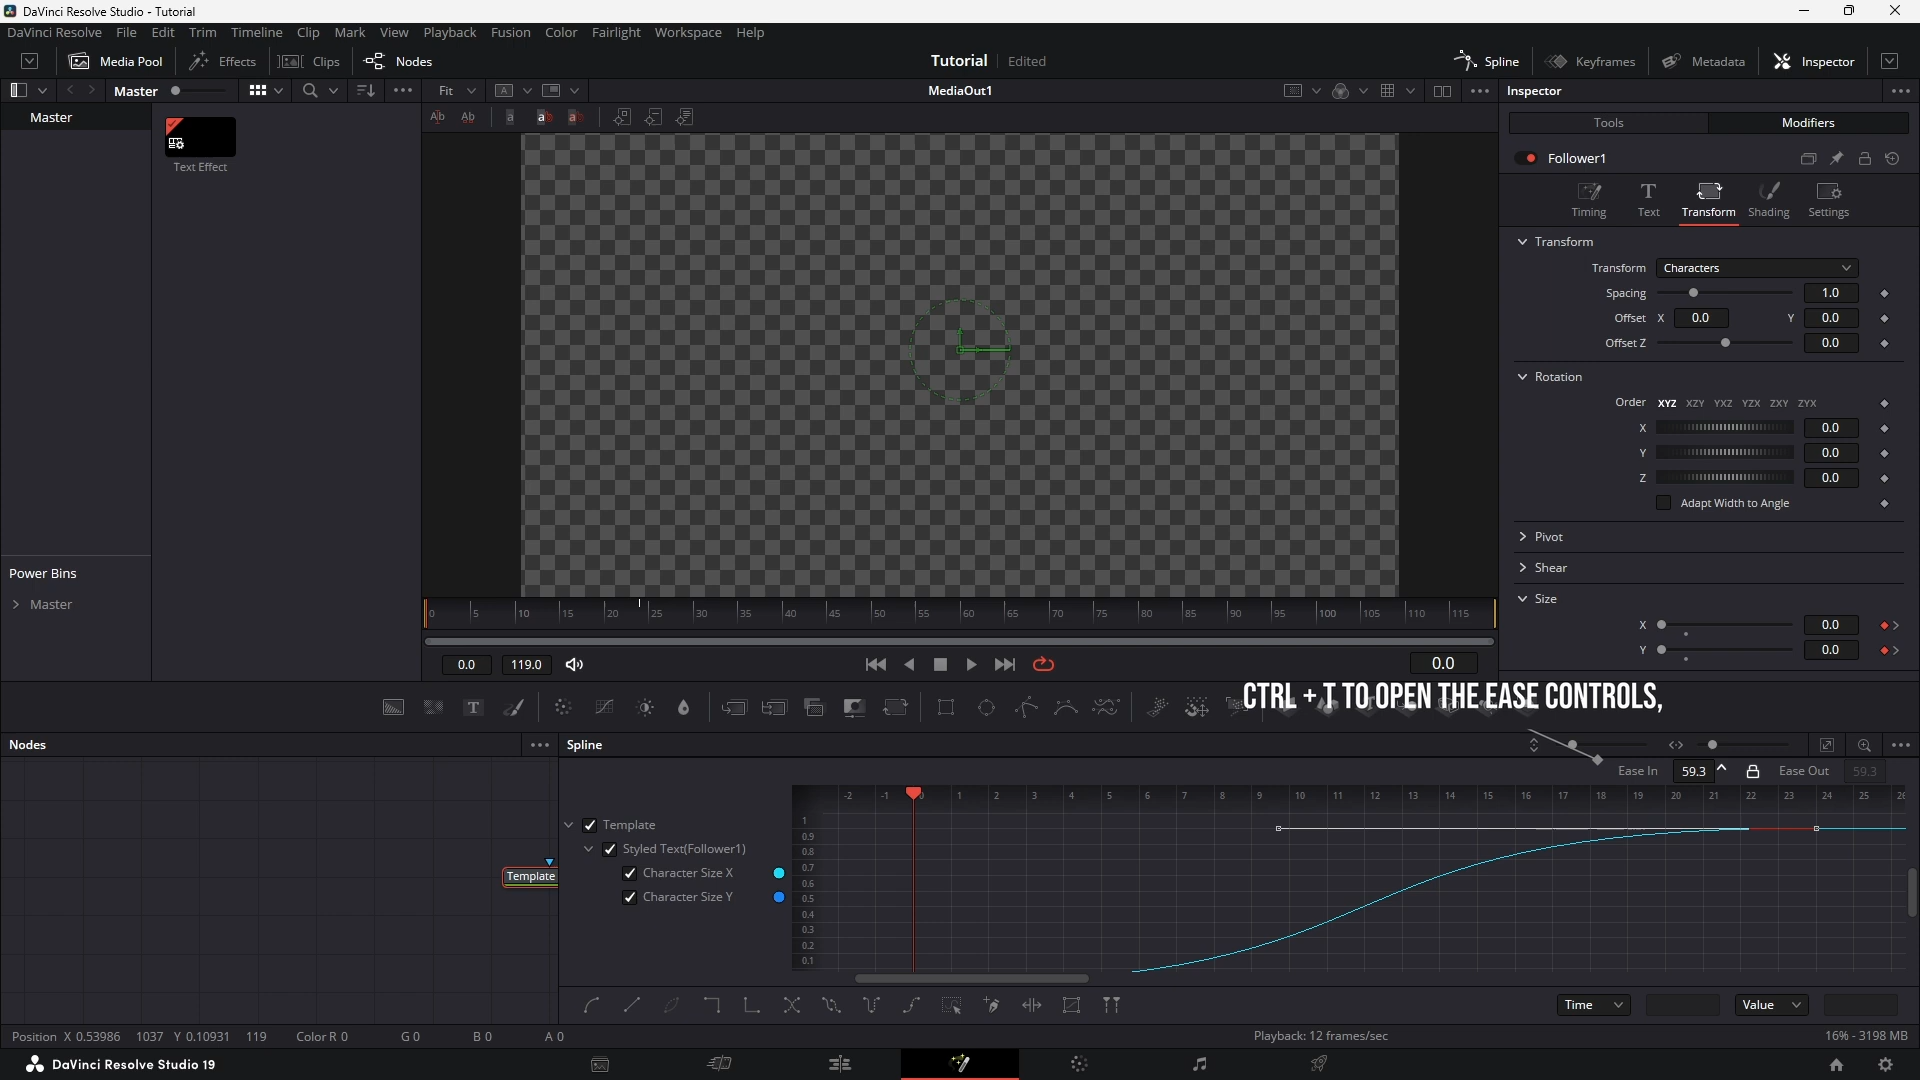 DaVinci Resolve Studio - Tutorial
DaVinci Resolve File Edit Trim Timeline Clip Mark View Playback Fusion Color Fairlight Workspace Help
Media Pool Effects Clips Nodes Tutorial Edited Spline Keyframes Metadata Inspector
Master Fit MediaOut1 Inspector
Master
Text Effect
Tools Modifiers
Follower1
Timing Text Transform Shading Settings
Transform
Transform Characters
Spacing 1.0
Offset X 0.0 Y 0.0
Offset Z 0.0
Rotation
Order XYZ XZY YXZ YZX ZXY ZYX
X 0.0
Y 0.0
Z 0.0
Adapt Width to Angle
Pivot
Shear
Size
X 0.0
Y 0.0
Power Bins
Master
0 5 10 15 20 25 30 35 40 45 50 55 60 65 70 75 80 85 90 95 100 105 110 115
0.0 119.0 0.0
CTRL + T TO OPEN THE EASE CONTROLS,
Nodes Spline
Ease In 59.3 Ease Out 59.3
-2 -1 0 1 2 3 4 5 6 7 8 9 10 11 12 13 14 15 16 17 18 19 20 21 22 23 24 25
Template
Styled Text(Follower1)
Character Size X
Character Size Y
Template
1
0.9
0.8
0.7
0.6
0.5
0.4
0.3
0.2
0.1
Time Value
Position X 0.53986 1037 Y 0.10931 119 Color R 0 G 0 B 0 A 0 Playback: 12 frames/sec 16% - 3198 MB
DaVinci Resolve Studio 19